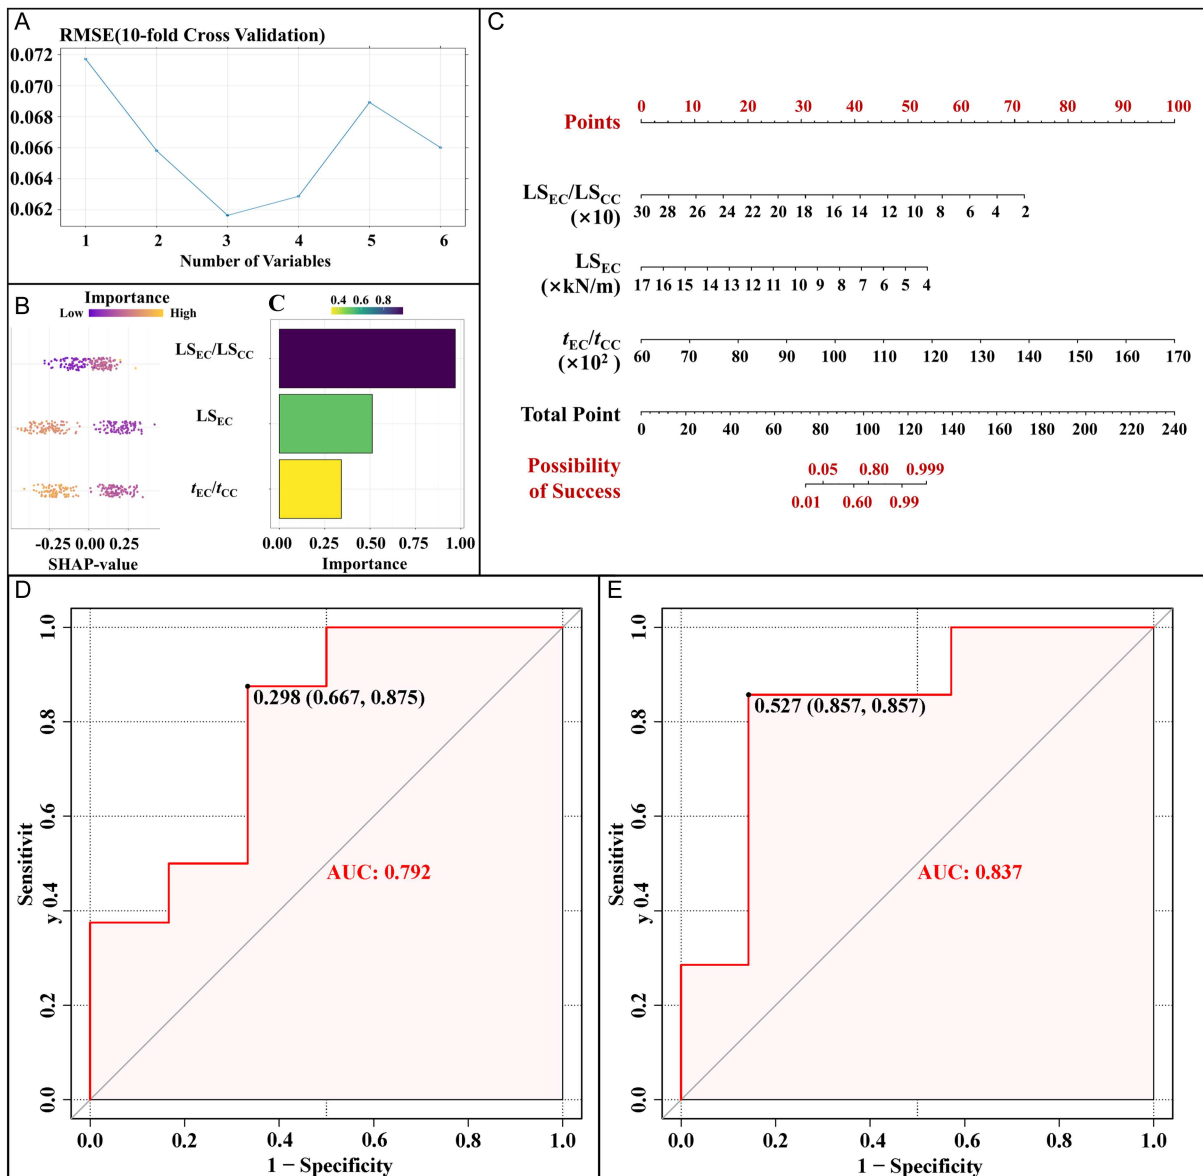 A
RMSE(10-fold Cross Validation)
0.072
0.070
0.068
0.066
0.064
0.062
1 2 3 4 5 6
Number of Variables
B
Importance
Low High
-0.25 0.00 0.25
SHAP-value
LSEC/LSCC
LSEC
tEC/tCC
C
0.4 0.6 0.8
0.00 0.25 0.50 0.75 1.00
Importance
C
Points
0 10 20 30 40 50 60 70 80 90 100
LSEC/LSCC
(×10)
30 28 26 24 22 20 18 16 14 12 10 8 6 4 2
LSEC
(×kN/m)
17 16 15 14 13 12 11 10 9 8 7 6 5 4
tEC/tCC
(×10²)
60 70 80 90 100 110 120 130 140 150 160 170
Total Point
0 20 40 60 80 100 120 140 160 180 200 220 240
Possibility
of Success
0.05 0.80 0.999
0.01 0.60 0.99
D
1.0
0.8
0.6
0.4
0.2
0.0
Sensitivit
y
0.298 (0.667, 0.875)
AUC: 0.792
0.0 0.2 0.4 0.6 0.8 1.0
1 − Specificity
E
1.0
0.8
0.6
0.4
0.2
0.0
Sensitivit
y
0.527 (0.857, 0.857)
AUC: 0.837
0.0 0.2 0.4 0.6 0.8 1.0
1 − Specificity